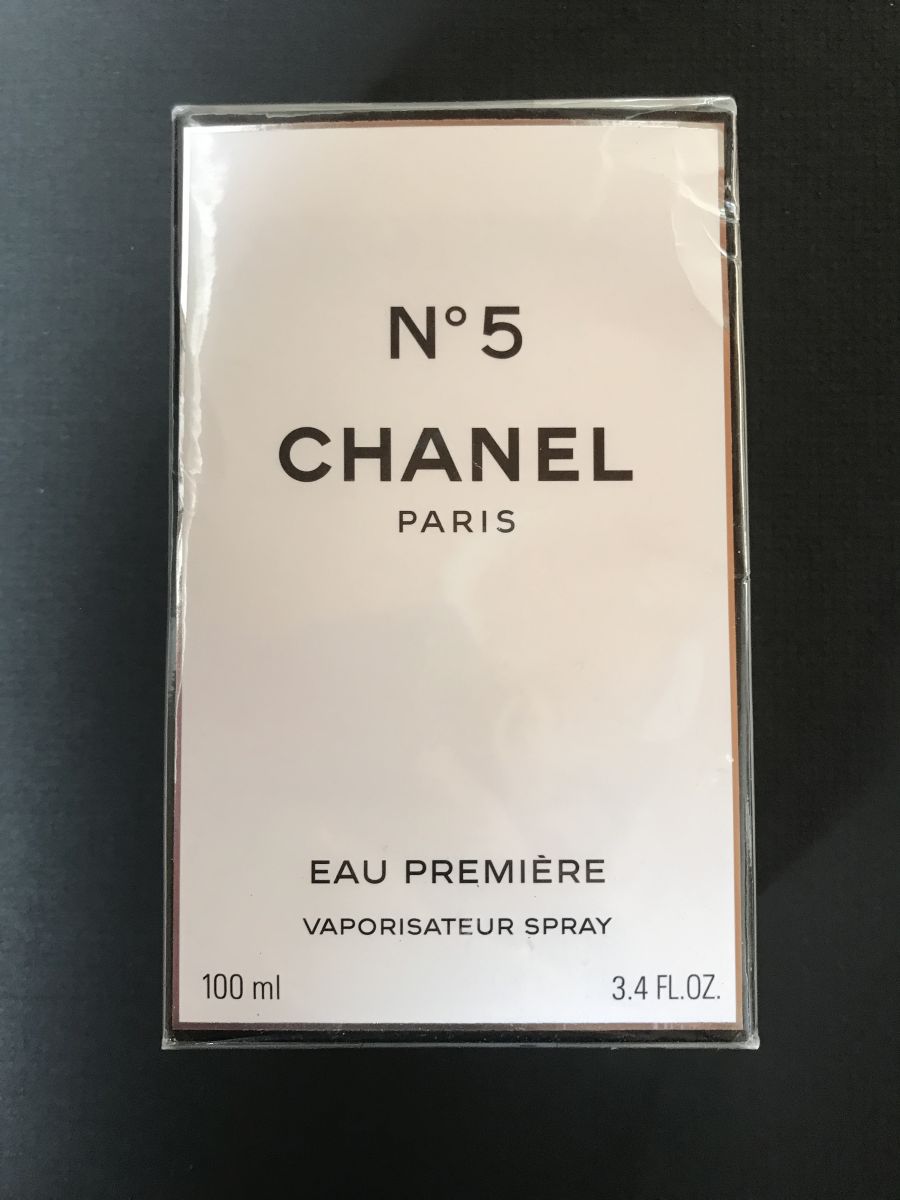 N° 5
CHANEL
PARIS
EAU PREMIÈRE
VAPORISATEUR SPRAY
100 ml 3.4 FL.OZ.